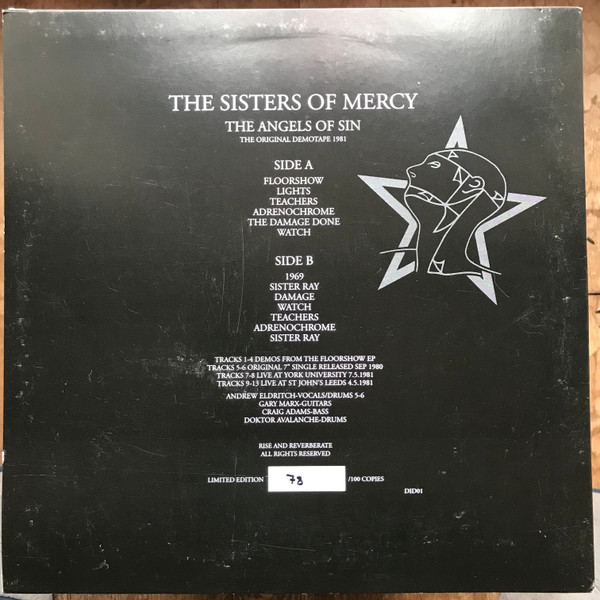 THE SISTERS OF MERCY
THE ANGELS OF SIN
THE ORIGINAL DEMOTAPE 1981
SIDE A
FLOORSHOW
LIGHTS
TEACHERS
ADRENOCHROME
THE DAMAGE DONE
WATCH
SIDE B
1969
SISTER RAY
DAMAGE
WATCH
TEACHERS
ADRENOCHROME
SISTER RAY
TRACKS 1-4 DEMOS FROM THE FLOORSHOW EP
TRACKS 5-6 ORIGINAL 7" SINGLE RELEASED SEP 1980
TRACKS 7-8 LIVE AT YORK UNIVERSITY 7.5.1981
TRACKS 9-13 LIVE AT ST JOHN'S LEEDS 4.5.1981
ANDREW ELDRITCH-VOCALS/DRUMS 5-6
GARY MARX-GUITARS
CRAIG ADAMS-BASS
DOKTOR AVALANCHE-DRUMS
RISE AND REVERBERATE
ALL RIGHTS RESERVED
LIMITED EDITION 78 /100 COPIES
DID01